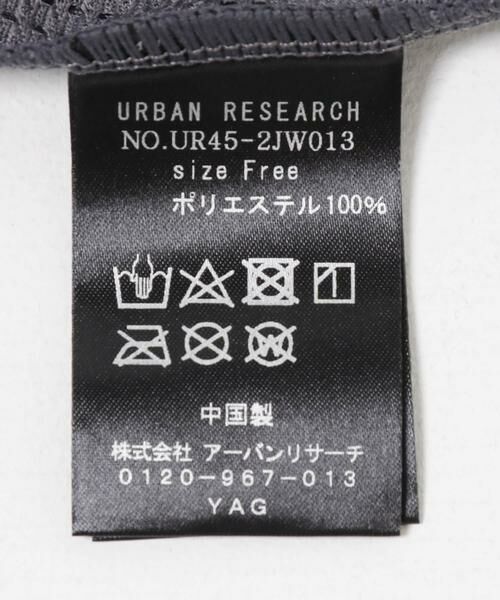 URBAN RESEARCH
NO.UR45-2JW013
size Free
ポリエステル100%
中国製
株式会社 アーバンリサーチ
0120-967-013
YAG